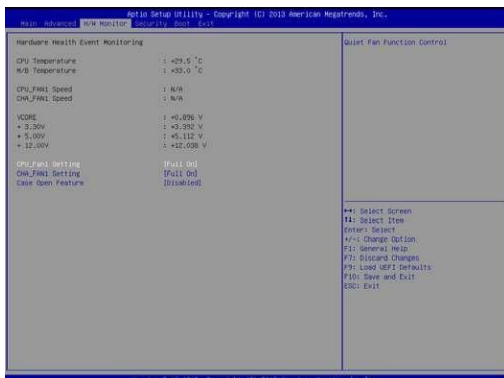 Aptio Setup Utility - Copyright (C) 2013 American Megatrends, Inc.
Main Advanced H/W Monitor Security Boot Exit
Hardware Health Event Monitoring
Quiet Fan Function Control
CPU Temperature : +29.5 °C
M/B Temperature : +33.0 °C
CPU_FAN1 Speed : N/A
CHA_FAN1 Speed : N/A
VCORE : +0.896 V
+ 3.30V : +3.392 V
+ 5.00V : +5.112 V
+ 12.00V : +12.038 V
CPU_Fan1 Setting [Full On]
CHA_FAN1 Setting [Full On]
Case Open Feature [Disabled]
↔: Select Screen
↑↓: Select Item
Enter: Select
+/-: Change Option
F1: General Help
F7: Discard Changes
F9: Load UEFI Defaults
F10: Save and Exit
ESC: Exit